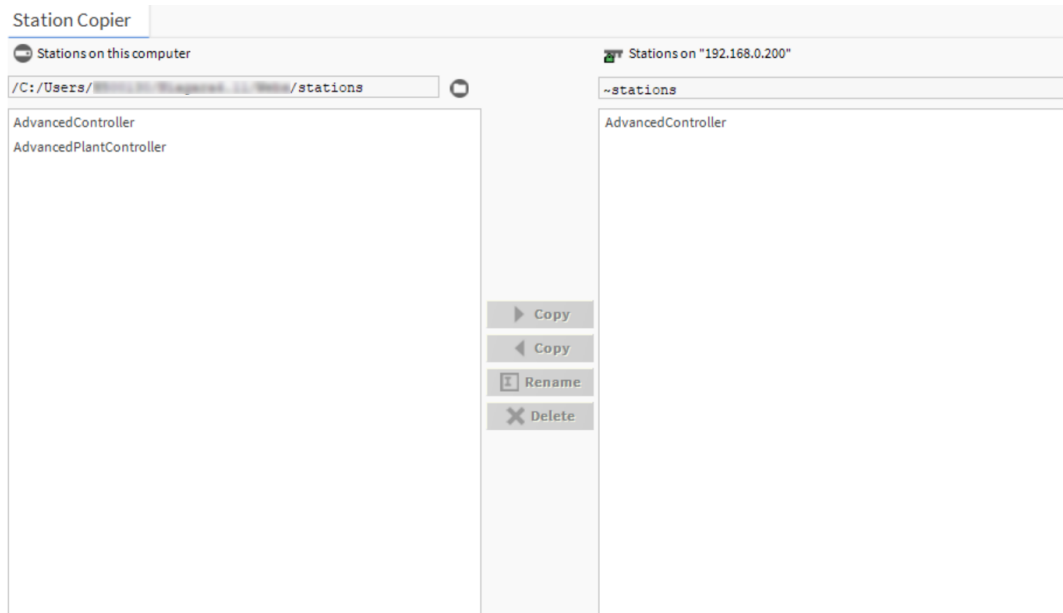 Station Copier
Stations on this computer
/C:/Users/ /stations
AdvancedController
AdvancedPlantController
Copy
Copy
Rename
Delete
Stations on "192.168.0.200"
~stations
AdvancedController